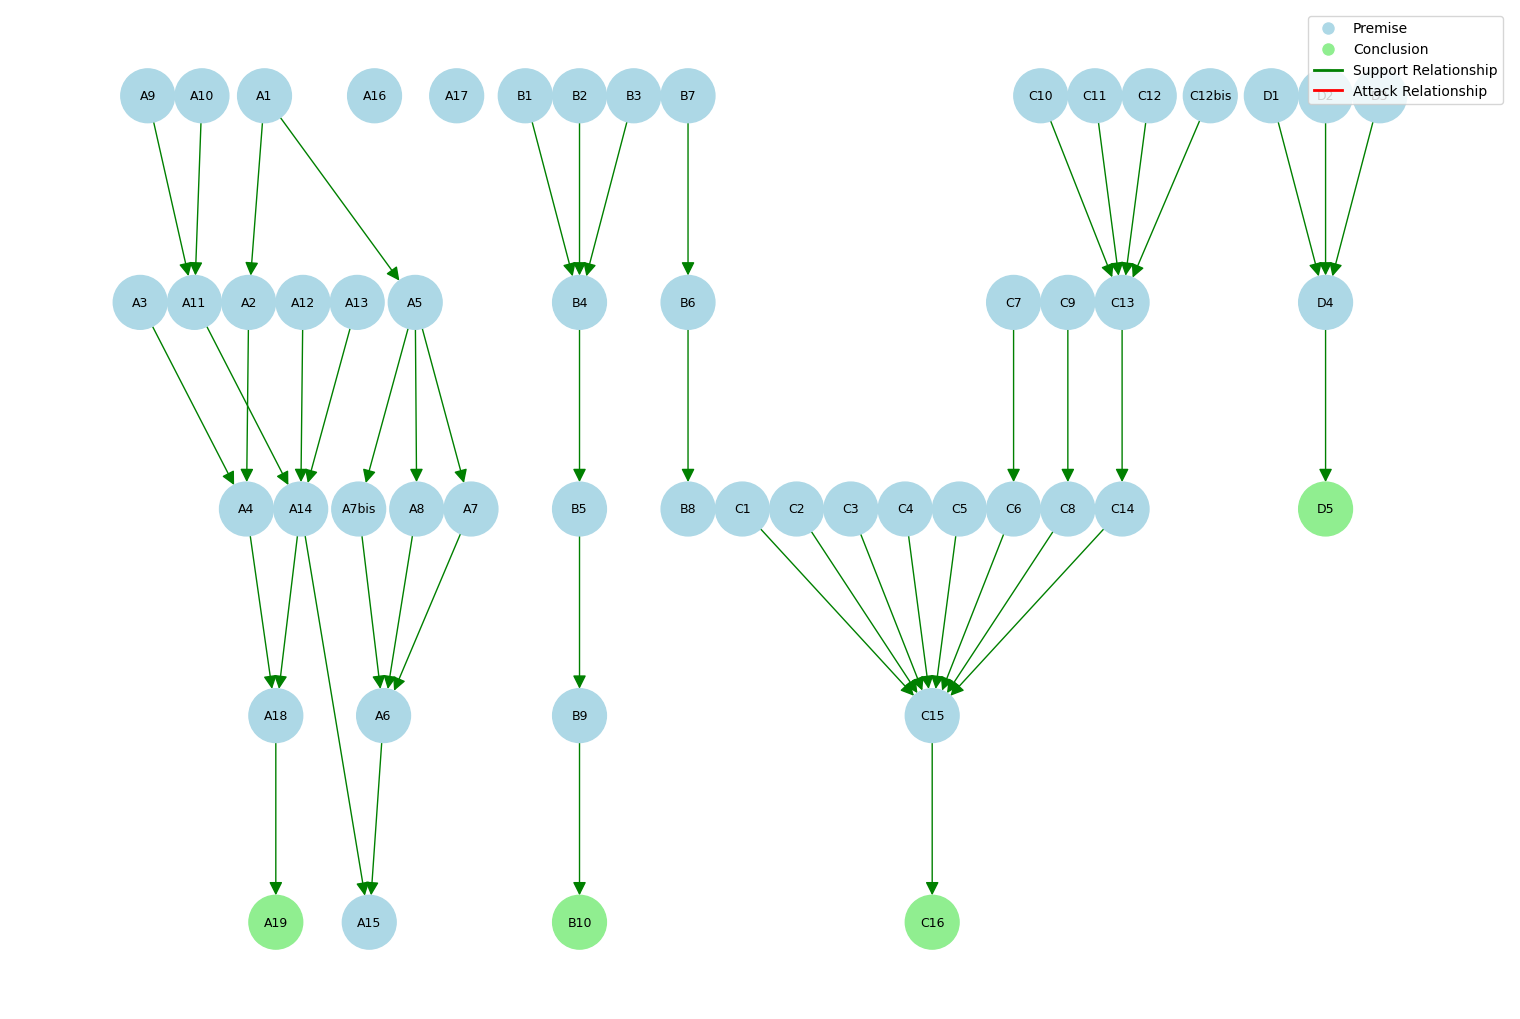 Premise
Conclusion
Support Relationship
Attack Relationship
A9 A10 A1 A16 A17 B1 B2 B3 B7 C10 C11 C12 C12bis D1 D2 D3
A3 A11 A2 A12 A13 A5 B4 B6 C7 C9 C13 D4
A4 A14 A7bis A8 A7 B5 B8 C1 C2 C3 C4 C5 C6 C8 C14 D5
A18 A6 B9 C15
A19 A15 B10 C16